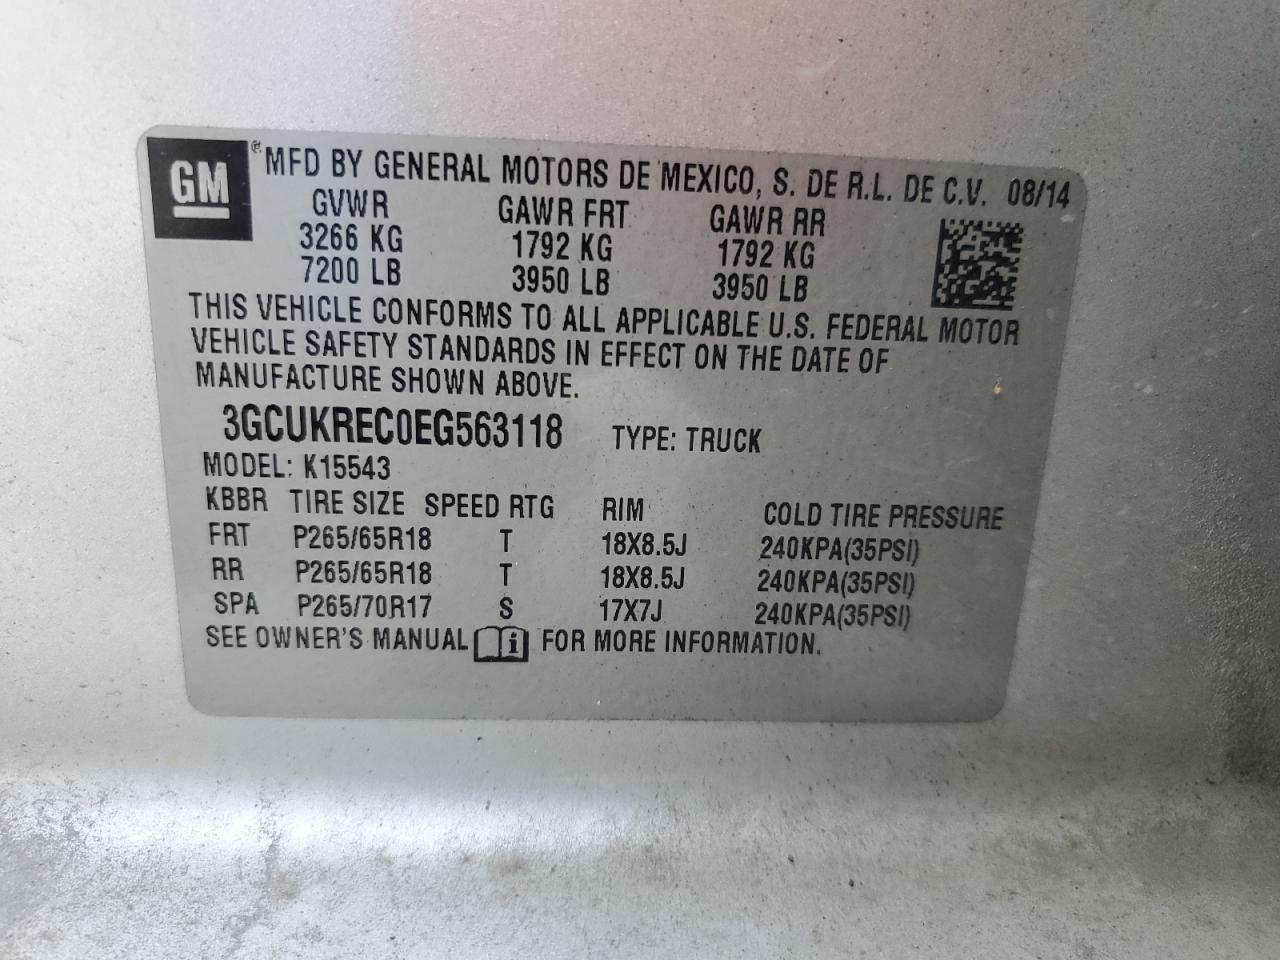 GM ® MFD BY GENERAL MOTORS DE MEXICO, S. DE R.L. DE C.V. 08/14
GVWR GAWR FRT GAWR RR
3266 KG 1792 KG 1792 KG
7200 LB 3950 LB 3950 LB
THIS VEHICLE CONFORMS TO ALL APPLICABLE U.S. FEDERAL MOTOR
VEHICLE SAFETY STANDARDS IN EFFECT ON THE DATE OF
MANUFACTURE SHOWN ABOVE.
3GCUKREC0EG563118 TYPE: TRUCK
MODEL: K15543
KBBR TIRE SIZE SPEED RTG RIM COLD TIRE PRESSURE
FRT P265/65R18 T 18X8.5J 240KPA(35PSI)
RR P265/65R18 T 18X8.5J 240KPA(35PSI)
SPA P265/70R17 S 17X7J 240KPA(35PSI)
SEE OWNER'S MANUAL i FOR MORE INFORMATION.